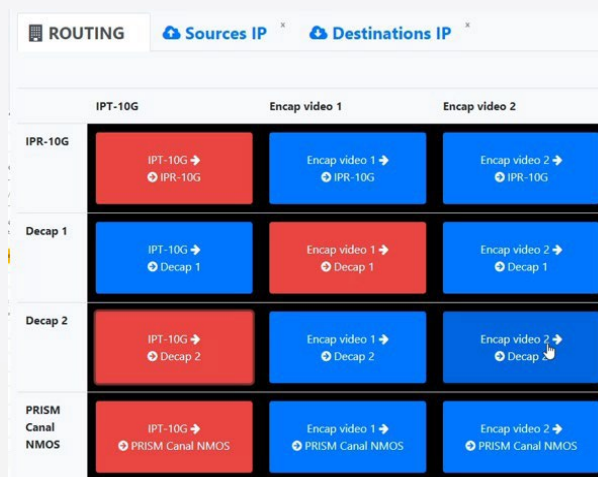 ROUTING Sources IP × Destinations IP ×
IPT-10G Encap video 1 Encap video 2
IPR-10G
IPT-10G
IPR-10G
Encap video 1
IPR-10G
Encap video 2
IPR-10G
Decap 1
IPT-10G
Decap 1
Encap video 1
Decap 1
Encap video 2
Decap 1
Decap 2
IPT-10G
Decap 2
Encap video 1
Decap 2
Encap video 2
Decap 2
PRISM
Canal
NMOS
IPT-10G
PRISM Canal NMOS
Encap video 1
PRISM Canal NMOS
Encap video 2
PRISM Canal NMOS